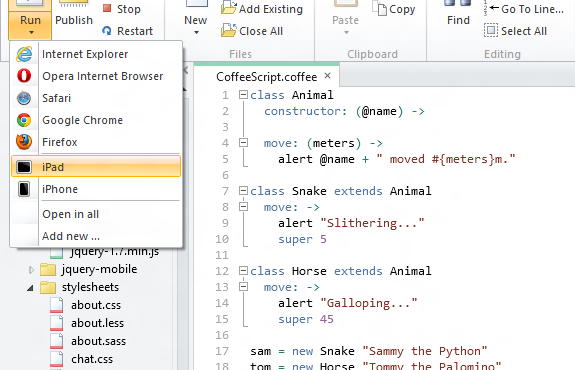 Run
Publish
Stop
Restart
New
Save All
Close All
Files
Paste
Copy
Clipboard
Find
Go To Line...
Select All
Editing
Internet Explorer
Opera Internet Browser
Safari
Google Chrome
Firefox
iPad
iPhone
Open in all
Add new ...
jquery-1.7.min.js
jquery-mobile
stylesheets
about.css
about.less
about.sass
chat.css
CoffeeScript.coffee ×
1 class Animal
2 constructor: (@name) ->
3
4 move: (meters) ->
5 alert @name + " moved #{meters}m."
6
7 class Snake extends Animal
8 move: ->
9 alert "Slithering..."
10 super 5
11
12 class Horse extends Animal
13 move: ->
14 alert "Galloping..."
15 super 45
16
17 sam = new Snake "Sammy the Python"
18 tom = new Horse "Tommy the Palomino"